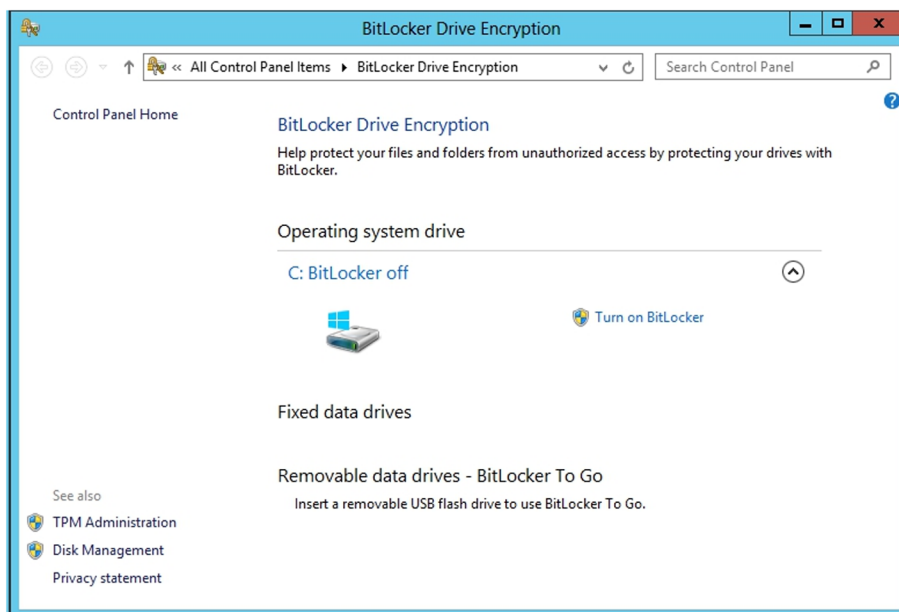 BitLocker Drive Encryption
« All Control Panel Items ▸ BitLocker Drive Encryption
Search Control Panel
Control Panel Home
BitLocker Drive Encryption
Help protect your files and folders from unauthorized access by protecting your drives with
BitLocker.
Operating system drive
C: BitLocker off
Turn on BitLocker
Fixed data drives
Removable data drives - BitLocker To Go
Insert a removable USB flash drive to use BitLocker To Go.
See also
TPM Administration
Disk Management
Privacy statement